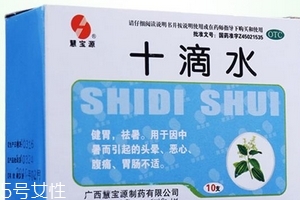 请仔细阅读说明书并按说明使用或在药师指导下购买和使用
批准文号：国药准字Z45021535
OTC
慧宝源
十滴水
SHIDI SHUI
健胃，祛暑。用于因中
暑而引起的头晕、恶心、
腹痛、胃肠不适。
10支
广西慧宝源制药有限公司
5号女性